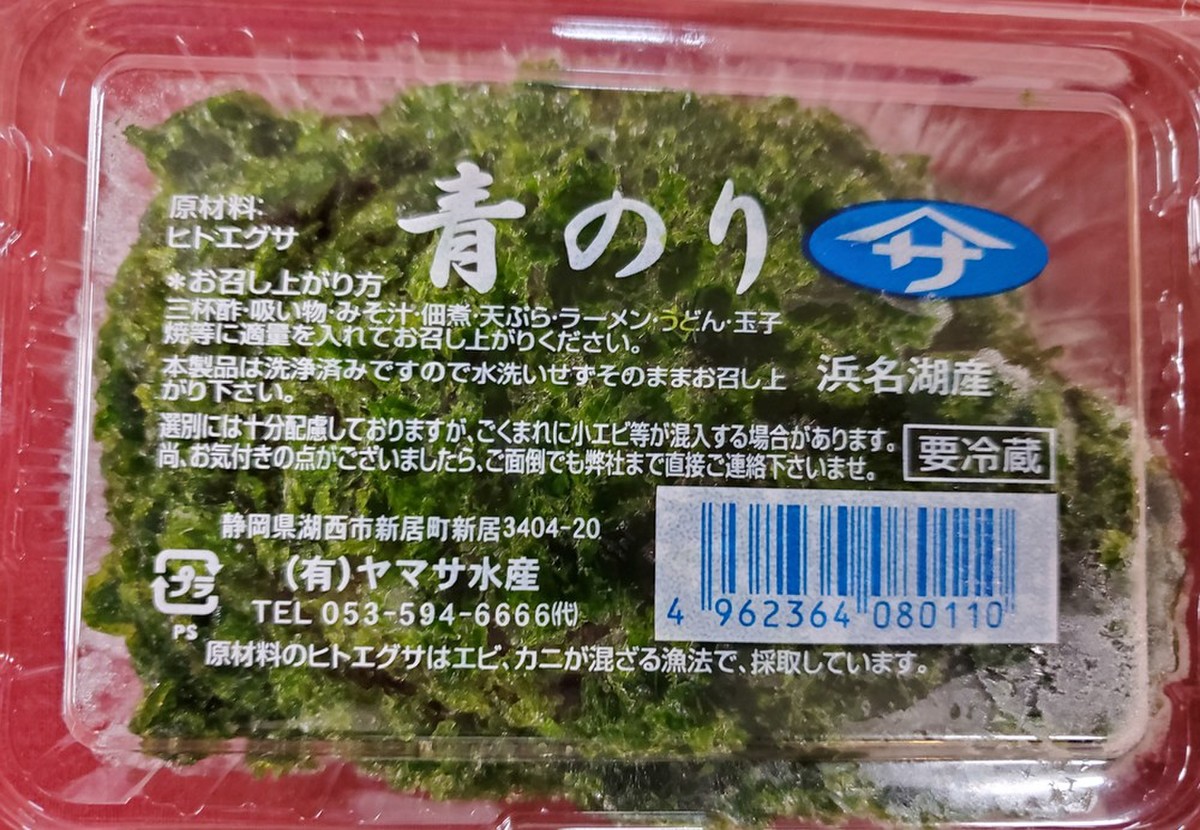 原材料:
ヒトエグサ
青のり
サ
*お召し上がり方
三杯酢・吸い物・みそ汁・佃煮・天ぷら・ラーメン・うどん・玉子
焼等に適量を入れてお召し上がりください。
本製品は洗浄済みですので水洗いせずそのままお召し上
がり下さい。
浜名湖産
選別には十分配慮しておりますが、ごくまれに小エビ等が混入する場合があります。
尚、お気付きの点がございましたら、ご面倒でも弊社まで直接ご連絡下さいませ。
要冷蔵
静岡県湖西市新居町新居3404-20
(有)ヤマサ水産
TEL 053-594-6666㈹
プラ
PS
4 962364 080110
原材料のヒトエグサはエビ、カニが混ざる漁法で、採取しています。